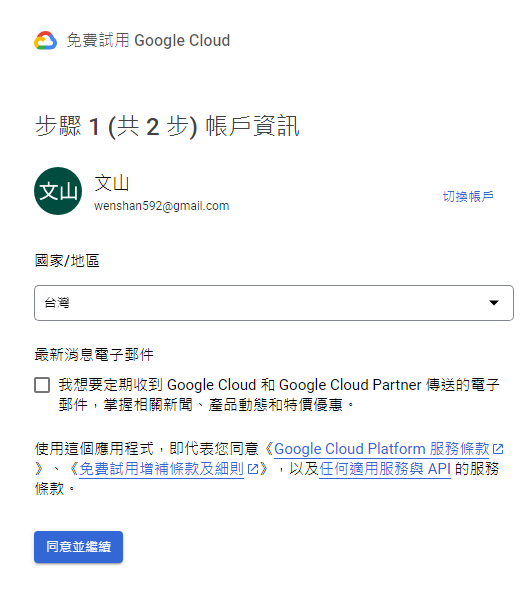 免費試用 Google Cloud
步驟 1 (共 2 步) 帳戶資訊
文山
文山
wenshan592@gmail.com
切換帳戶
國家/地區
台灣
最新消息電子郵件
我想要定期收到 Google Cloud 和 Google Cloud Partner 傳送的電子
郵件，掌握相關新聞、產品動態和特價優惠。
使用這個應用程式，即代表您同意《Google Cloud Platform 服務條款
》、《免費試用增補條款及細則》，以及任何適用服務與 API 的服務
條款。
同意並繼續